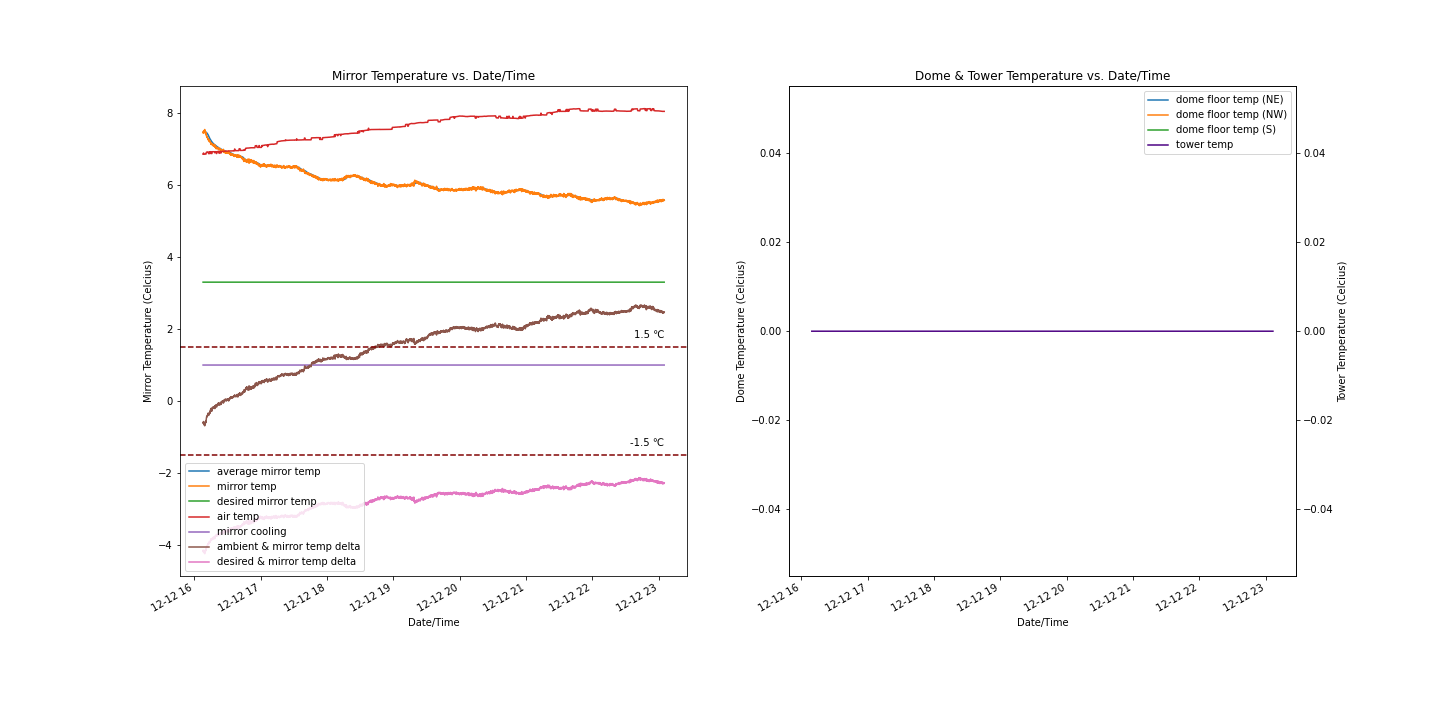 Mirror Temperature vs. Date/Time
8
6
4
2
0
−2
−4
Mirror Temperature (Celcius)
1.5 °C
-1.5 °C
average mirror temp
mirror temp
desired mirror temp
air temp
mirror cooling
ambient & mirror temp delta
desired & mirror temp delta
12-12 16
12-12 17
12-12 18
12-12 19
12-12 20
12-12 21
12-12 22
12-12 23
Date/Time
Dome & Tower Temperature vs. Date/Time
0.04
0.02
0.00
−0.02
−0.04
Dome Temperature (Celcius)
dome floor temp (NE)
dome floor temp (NW)
dome floor temp (S)
tower temp
0.04
0.02
0.00
−0.02
−0.04
Tower Temperature (Celcius)
12-12 16
12-12 17
12-12 18
12-12 19
12-12 20
12-12 21
12-12 22
12-12 23
Date/Time